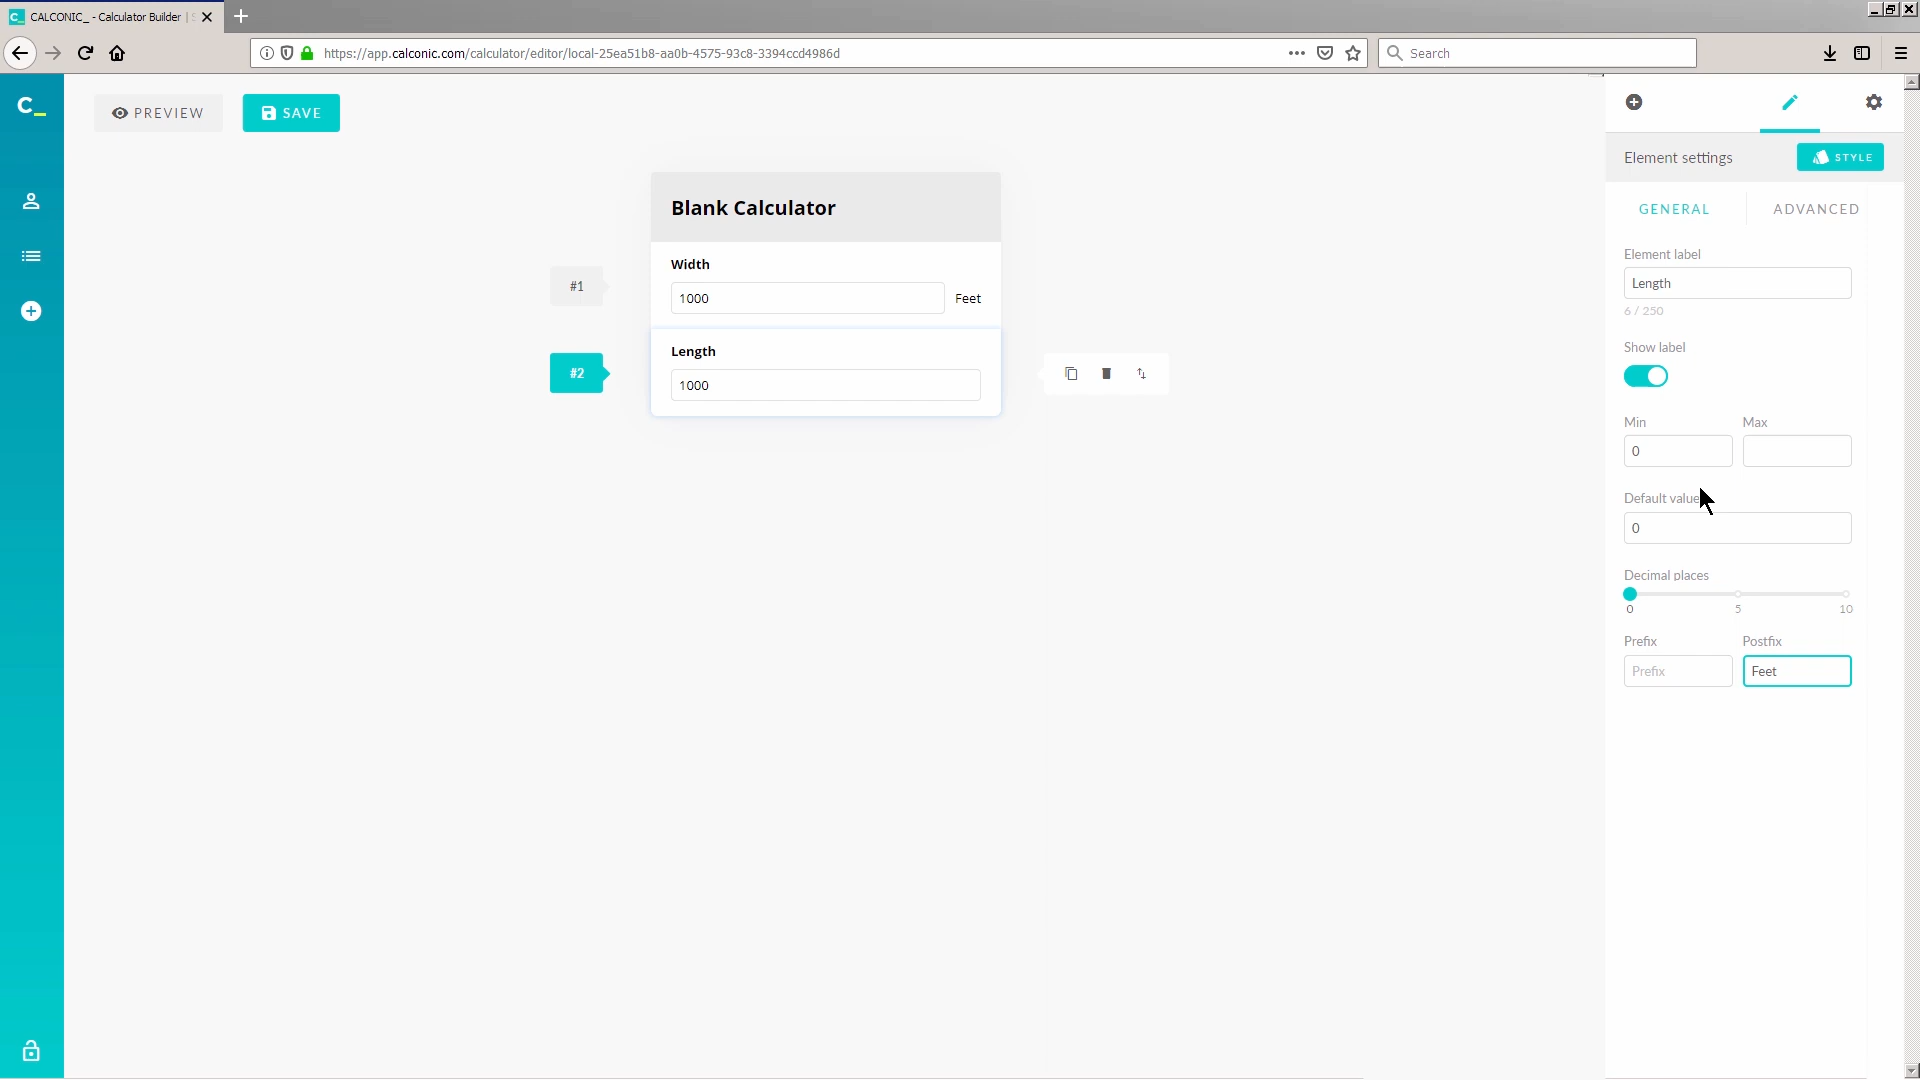 CALCONIC_ - Calculator Builder | S
https://app.calconic.com/calculator/editor/local-25ea51b8-aa0b-4575-93c8-3394ccd4986d
Search
C_
PREVIEW
SAVE
Element settings
STYLE
GENERAL
ADVANCED
Blank Calculator
#1
Width
1000
Feet
#2
Length
1000
Element label
Length
6 / 250
Show label
Min
Max
0
Default value
0
Decimal places
0
5
10
Prefix
Postfix
Prefix
Feet